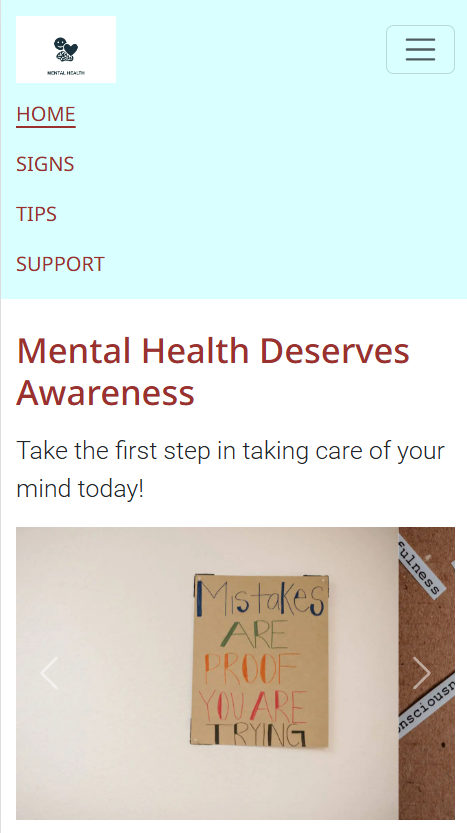 MENTAL HEALTH
HOME
SIGNS
TIPS
SUPPORT
Mental Health Deserves
Awareness
Take the first step in taking care of your
mind today!
Mistakes
ARE
PROOF
YOU ARE
TRYING
fulness
onsciousn